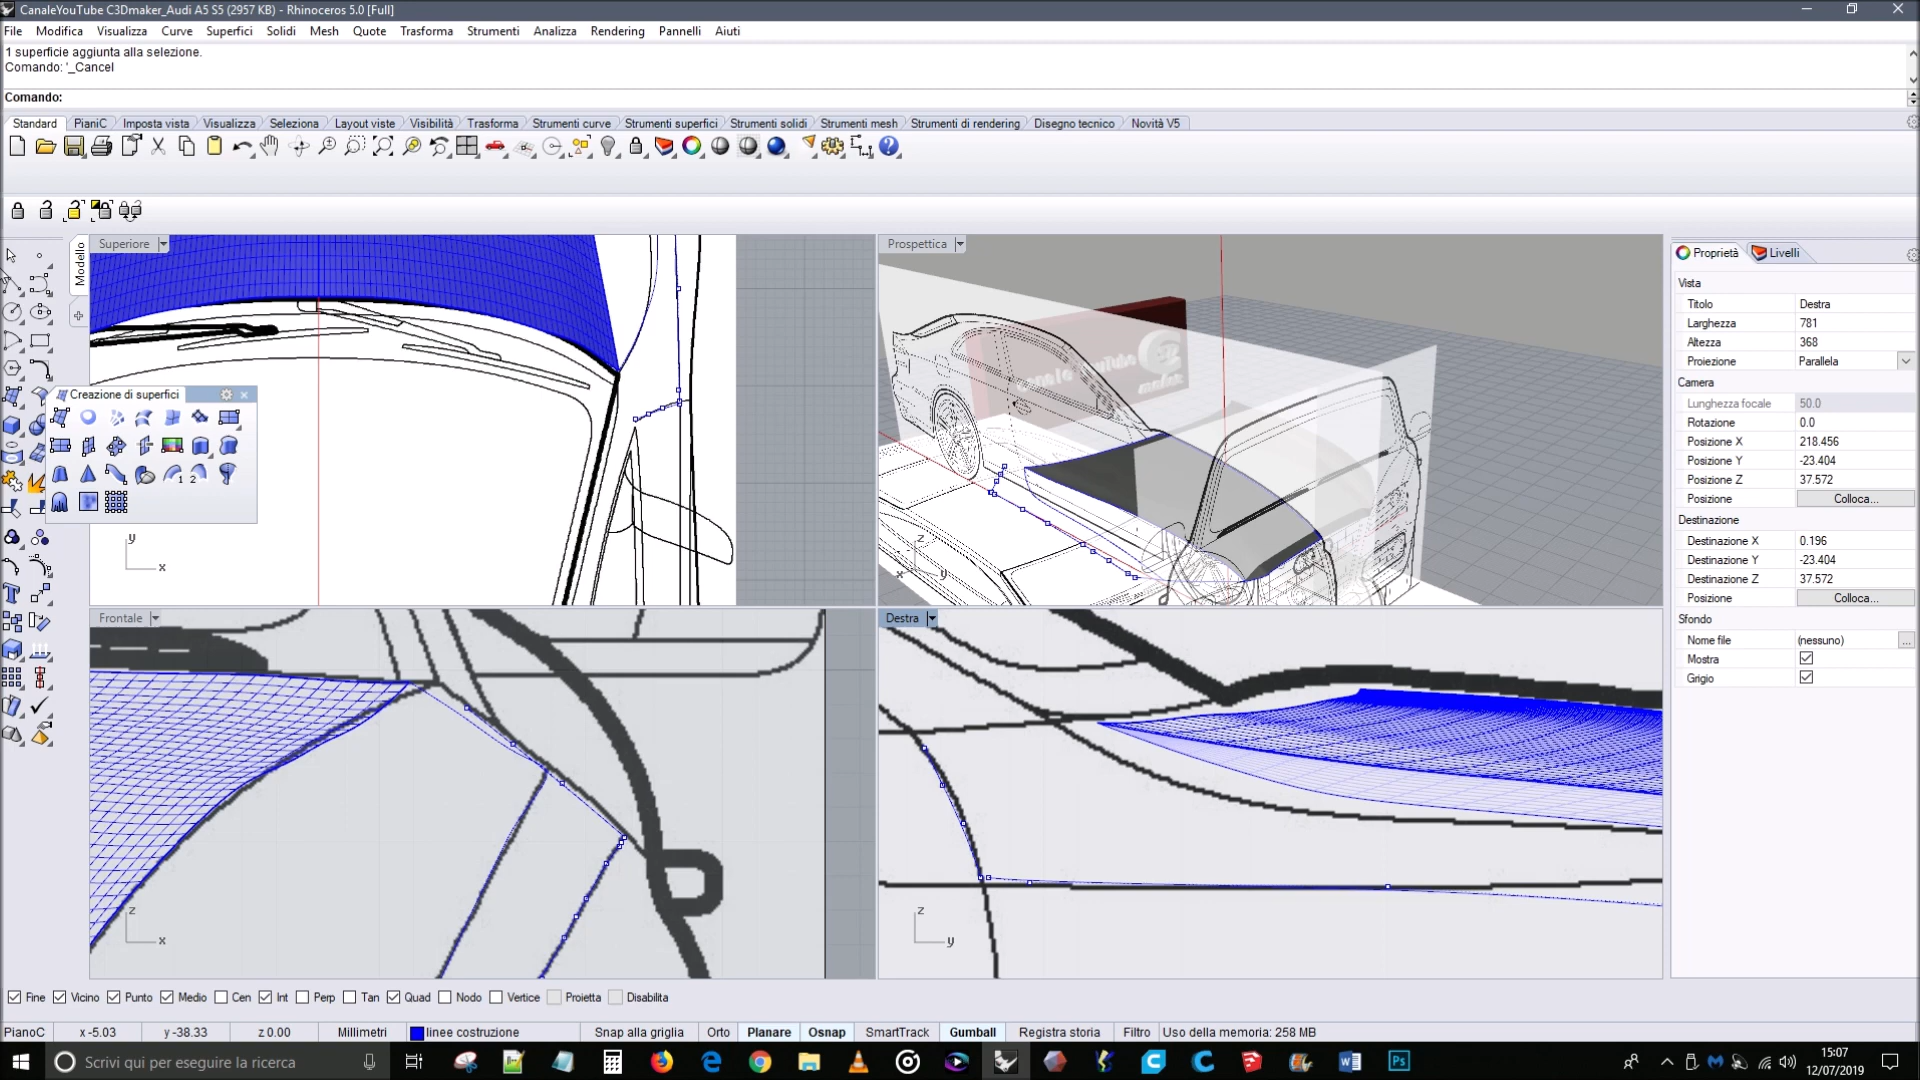 CanaleYouTube C3Dmaker_Audi A5 S5 (2957 KB) - Rhinoceros 5.0 [Full]
File Modifica Visualizza Curve Superfici Solidi Mesh Quote Trasforma Strumenti Analizza Rendering Pannelli Aiuti
1 superficie aggiunta alla selezione.
Comando: '_Cancel
Comando:
Standard PianiC Imposta vista Visualizza Seleziona Layout viste Visibilità Trasforma Strumenti curve Strumenti superfici Strumenti solidi Strumenti mesh Strumenti di rendering Disegno tecnico Novità V5
Modello
Superiore
Prospettica
Creazione di superfici
1 2
y
x
canale YouTube
z
x
y
Frontale
Destra
z
x
z
y
Proprietà Livelli
Vista
Titolo Destra
Larghezza 781
Altezza 368
Proiezione Parallela
Camera
Lunghezza focale 50.0
Rotazione 0.0
Posizione X 218.456
Posizione Y -23.404
Posizione Z 37.572
Posizione Colloca...
Destinazione
Destinazione X 0.196
Destinazione Y -23.404
Destinazione Z 37.572
Posizione Colloca...
Sfondo
Nome file (nessuno) ...
Mostra
Grigio
Fine Vicino Punto Medio Cen Int Perp Tan Quad Nodo Vertice Proietta Disabilita
PianoC x -5.03 y -38.33 z 0.00 Millimetri linee costruzione Snap alla griglia Orto Planare Osnap SmartTrack Gumball Registra storia Filtro Uso della memoria: 258 MB
Scrivi qui per eseguire la ricerca
15:07
12/07/2019